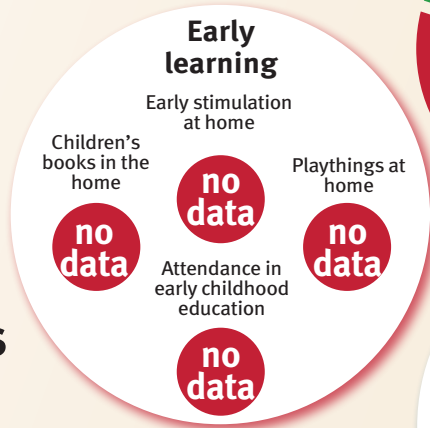 Early
learning
Early stimulation
at home
no
data
Children’s
books in the
home
no
data
Playthings at
home
no
data
Attendance in
early childhood
education
no
data
s